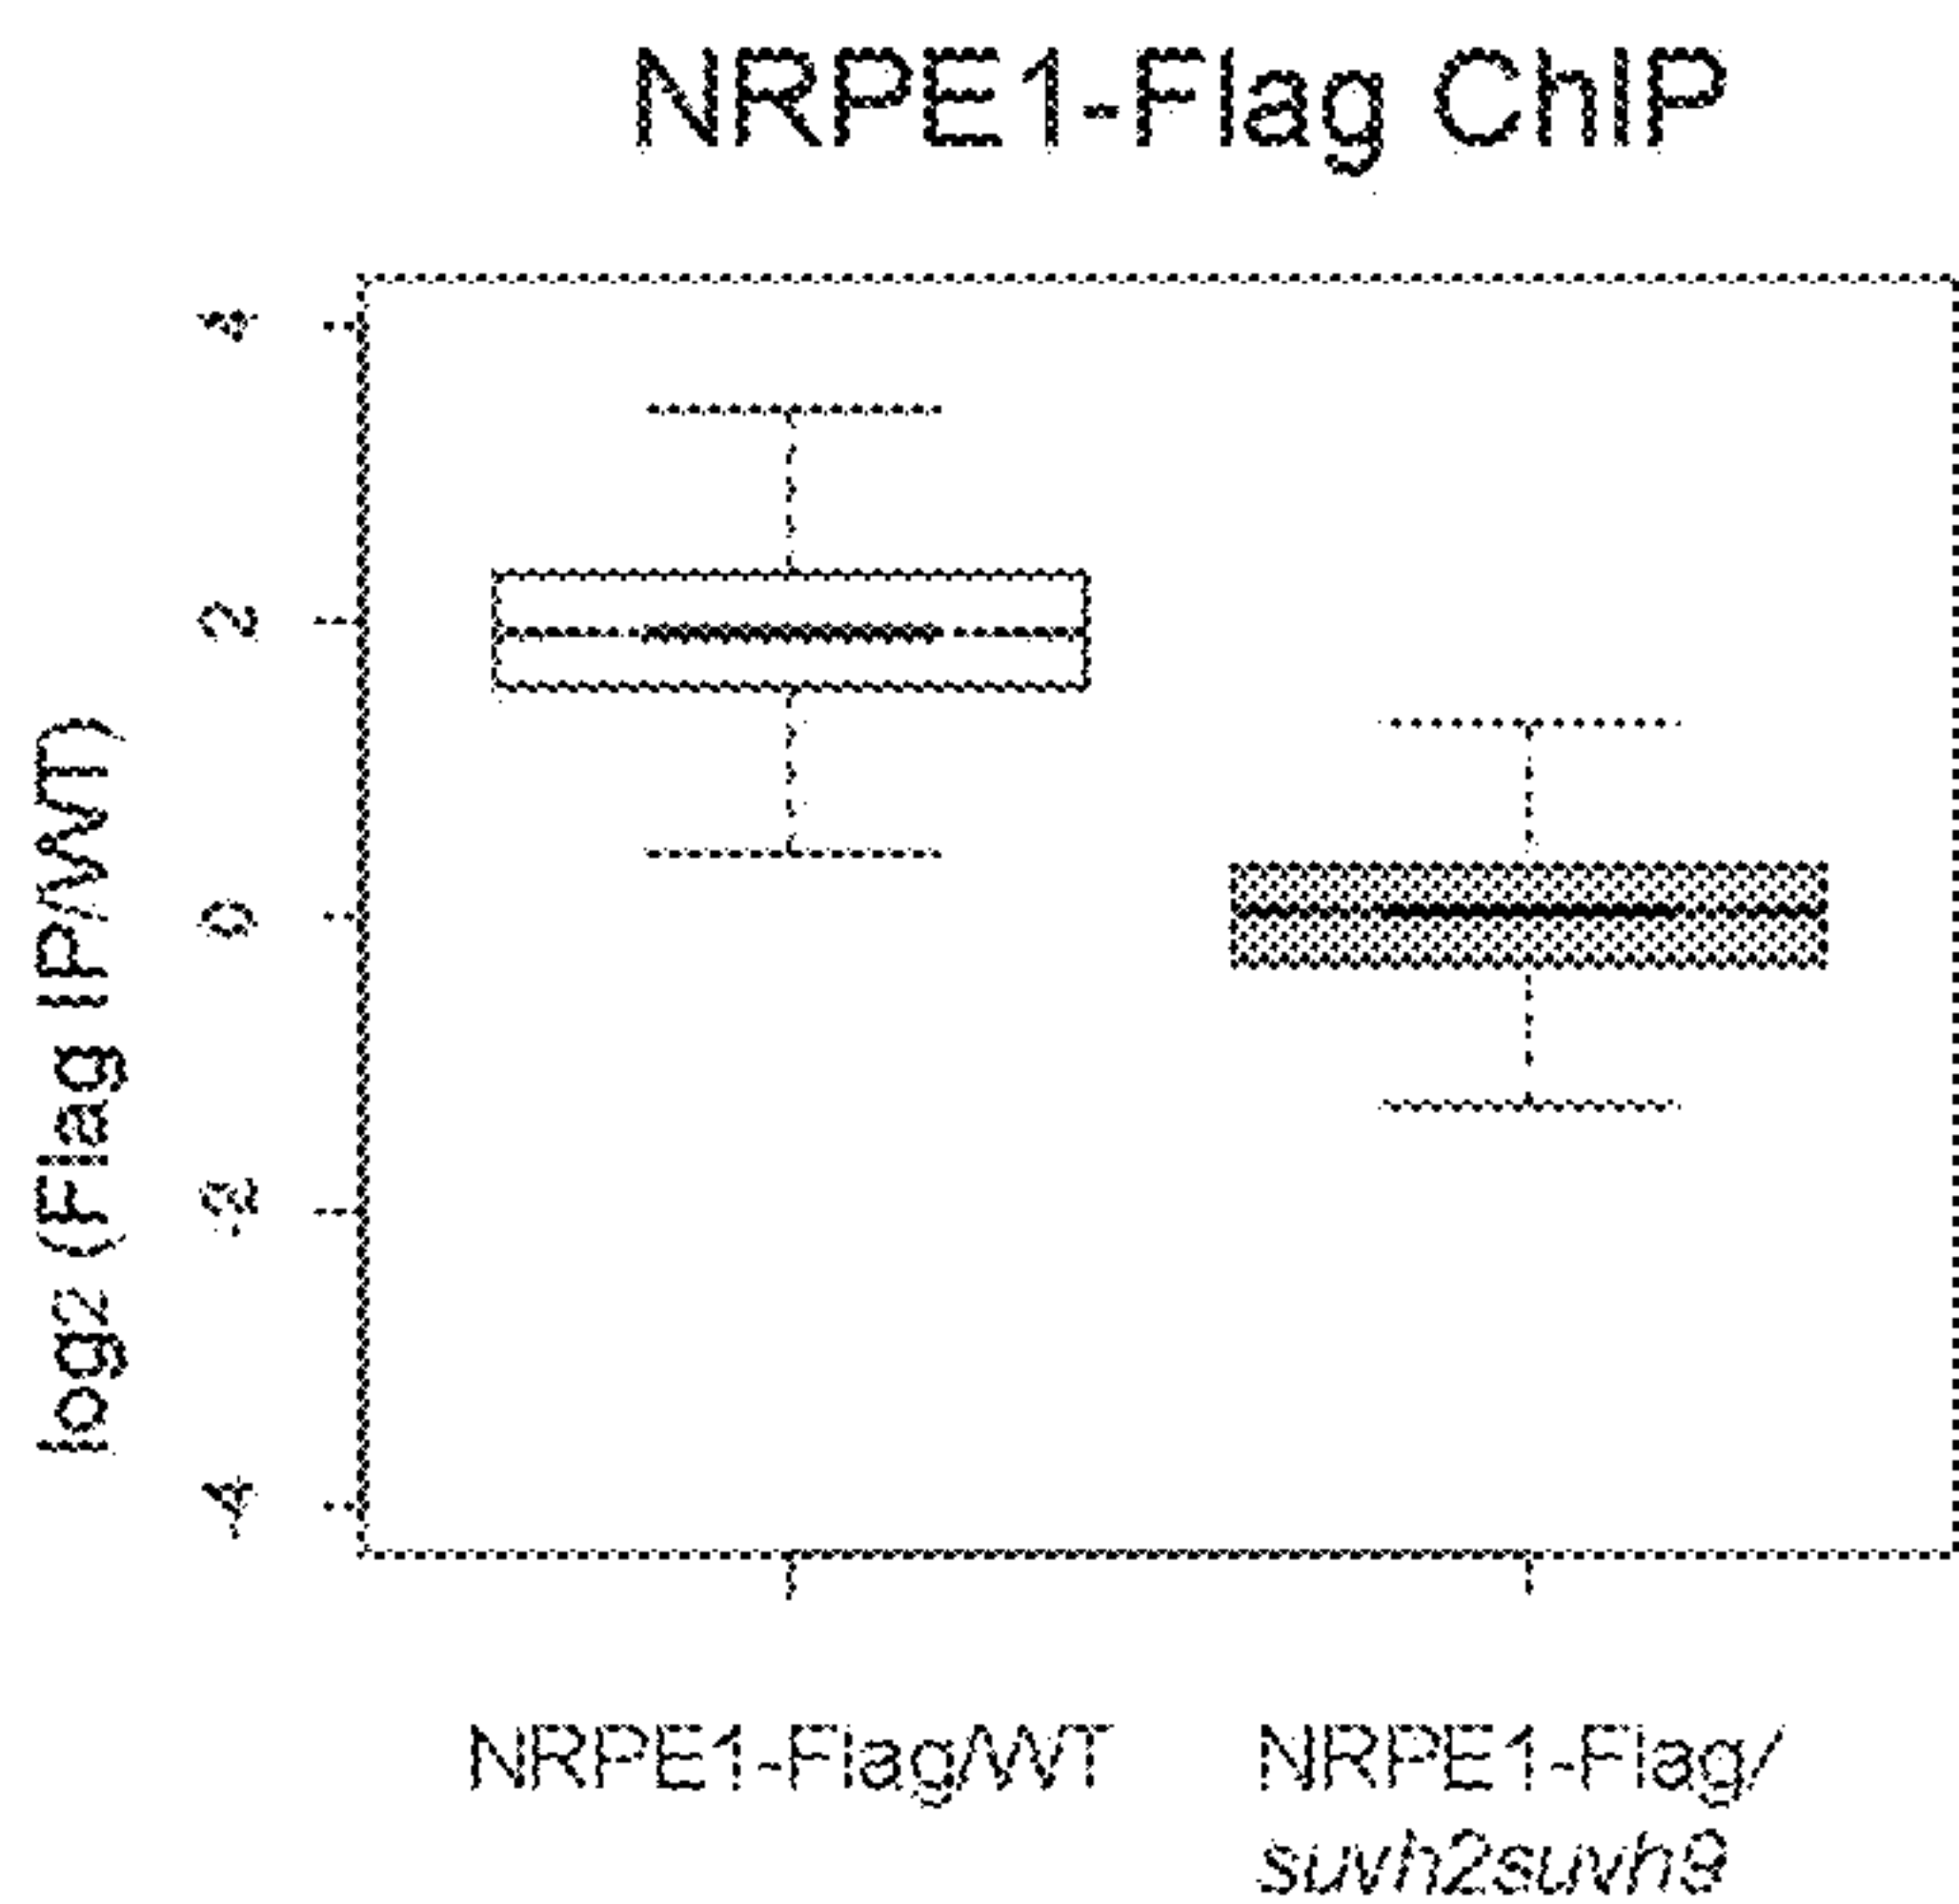 NRPE1-Flag ChIP
log2 (Flag IP/WT)
4
2
0
-2
-4
NRPE1-Flag/WT
NRPE1-Flag/
suvh2suvh9